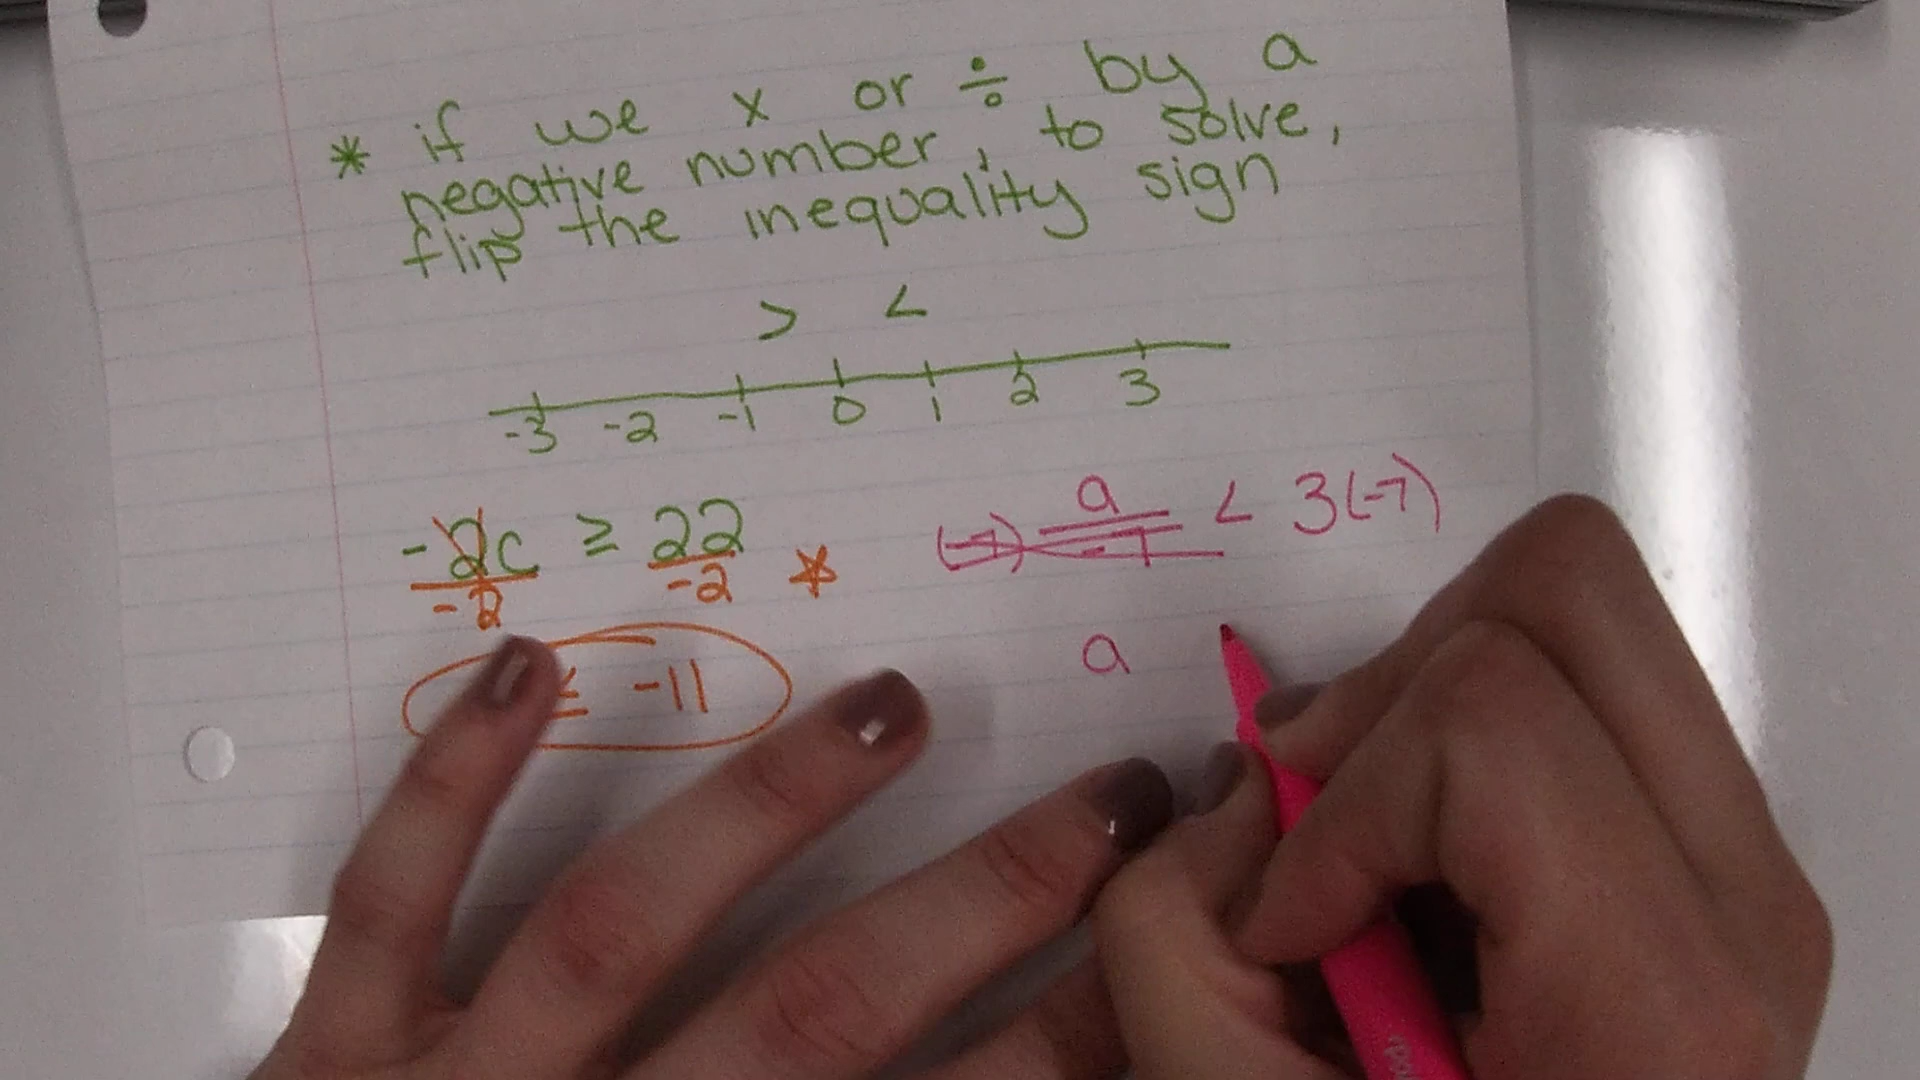 * if we x or ÷ by a
negative number, to solve,
flip the inequality sign
> <
-3 -2 -1 0 1 2 3
-2c ≥ 22
-2 -2 *
≤ -11
(-7) a < 3(-7)
-7
a